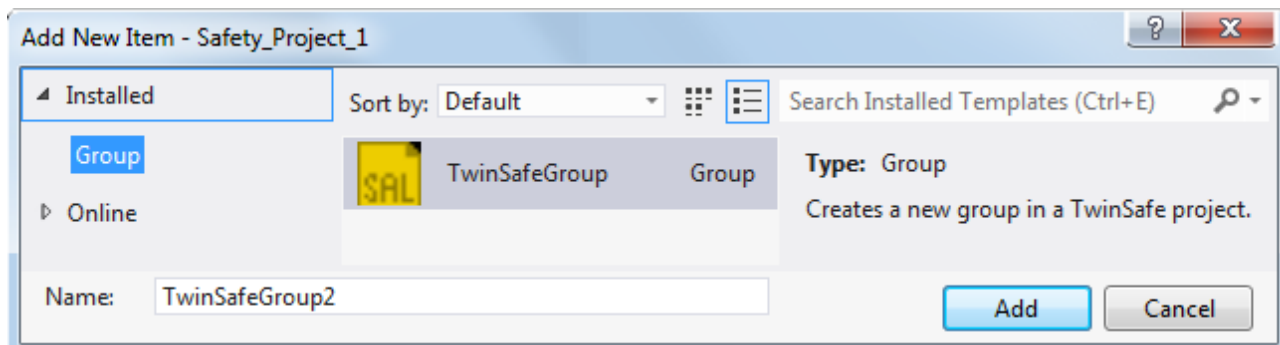 Add New Item - Safety_Project_1
?
Installed
Sort by: Default
Search Installed Templates (Ctrl+E)
Group
SAL
TwinSafeGroup Group
Type: Group
Creates a new group in a TwinSafe project.
Online
Name: TwinSafeGroup2
Add Cancel